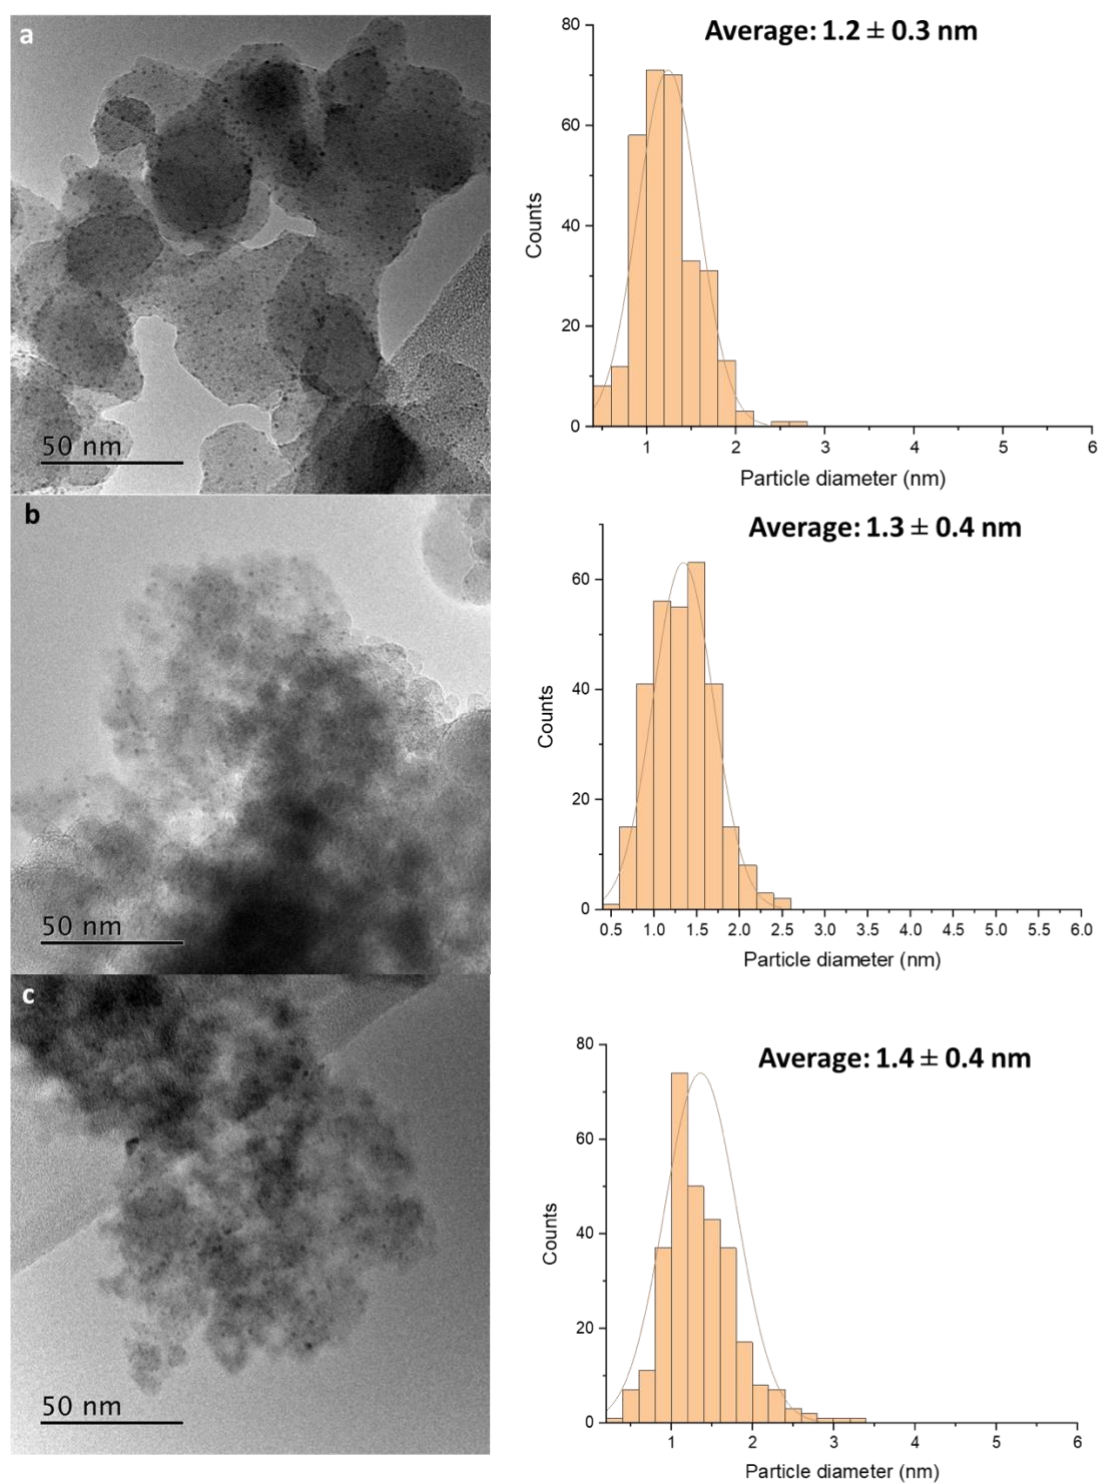 a
50 nm
Average: 1.2 ± 0.3 nm
80
60
40
20
0
Counts
1 2 3 4 5 6
Particle diameter (nm)
b
50 nm
Average: 1.3 ± 0.4 nm
60
40
20
0
Counts
0.5 1.0 1.5 2.0 2.5 3.0 3.5 4.0 4.5 5.0 5.5 6.0
Particle diameter (nm)
c
50 nm
Average: 1.4 ± 0.4 nm
80
60
40
20
0
Counts
1 2 3 4 5 6
Particle diameter (nm)